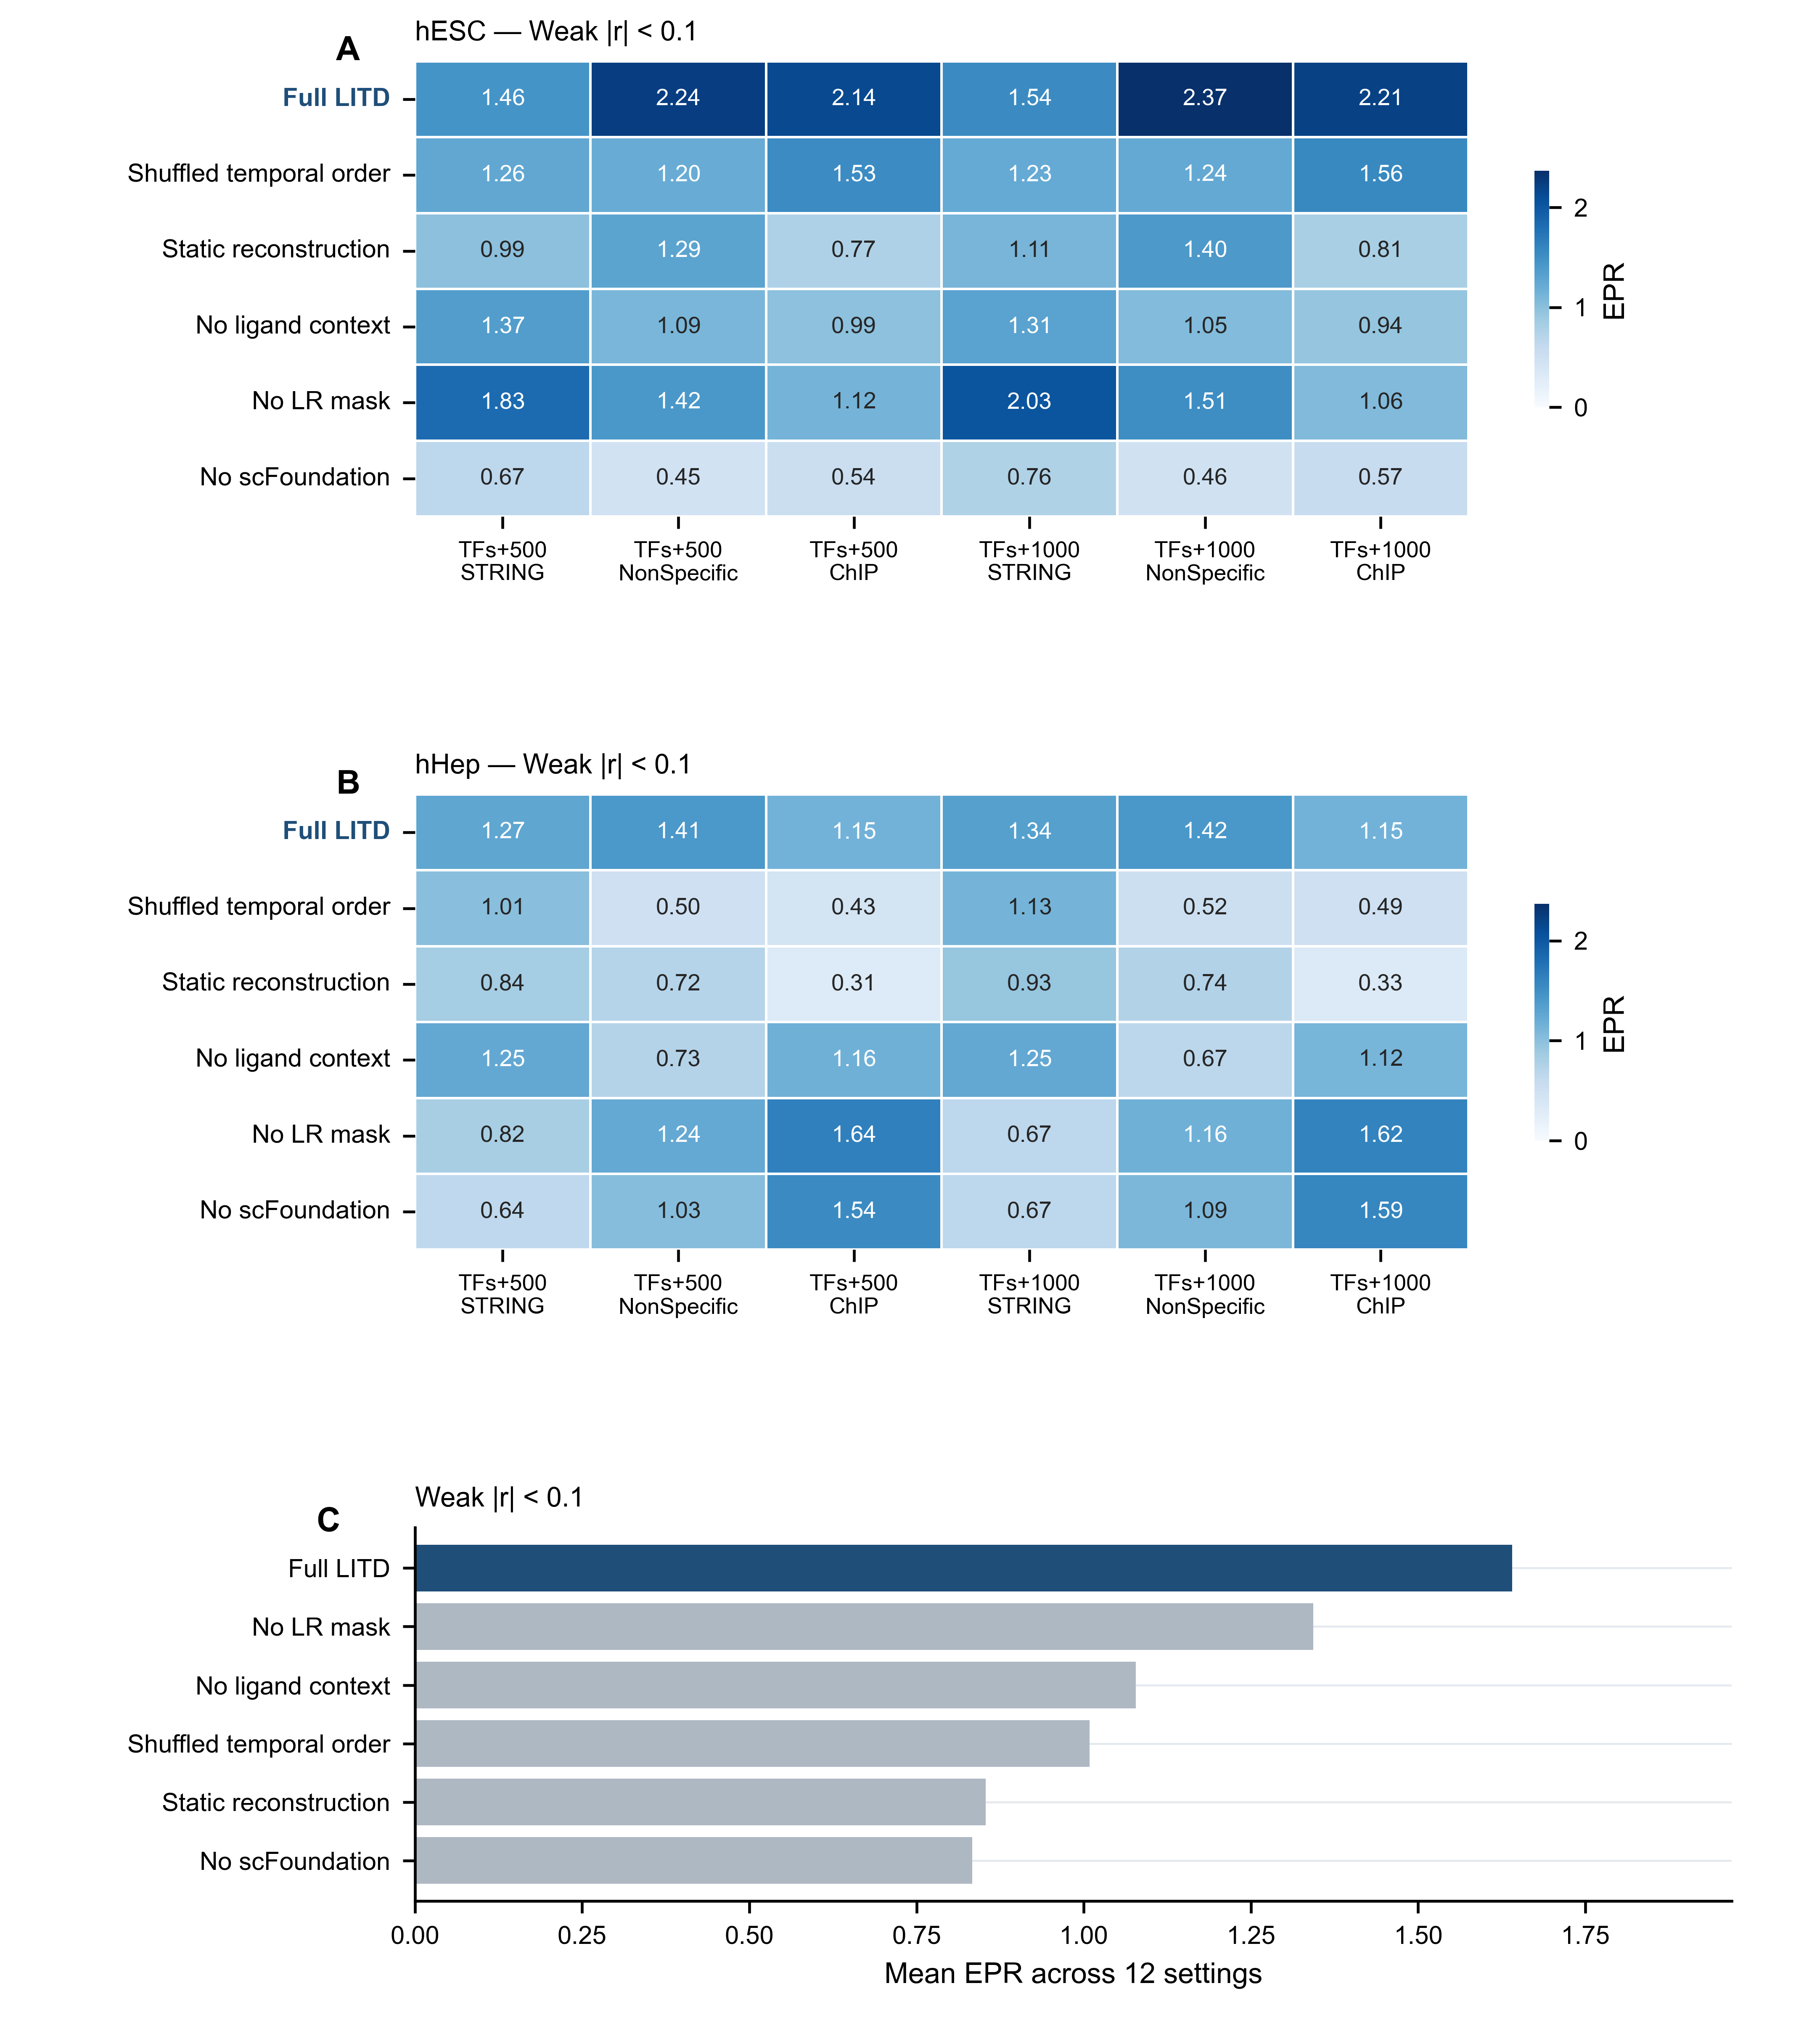 A
hESC — Weak |r| < 0.1
Full LITD 1.46 2.24 2.14 1.54 2.37 2.21
Shuffled temporal order 1.26 1.20 1.53 1.23 1.24 1.56
Static reconstruction 0.99 1.29 0.77 1.11 1.40 0.81
No ligand context 1.37 1.09 0.99 1.31 1.05 0.94
No LR mask 1.83 1.42 1.12 2.03 1.51 1.06
No scFoundation 0.67 0.45 0.54 0.76 0.46 0.57
TFs+500 TFs+500 TFs+500 TFs+1000 TFs+1000 TFs+1000
STRING NonSpecific ChIP STRING NonSpecific ChIP
2
1
0
EPR
B
hHep — Weak |r| < 0.1
Full LITD 1.27 1.41 1.15 1.34 1.42 1.15
Shuffled temporal order 1.01 0.50 0.43 1.13 0.52 0.49
Static reconstruction 0.84 0.72 0.31 0.93 0.74 0.33
No ligand context 1.25 0.73 1.16 1.25 0.67 1.12
No LR mask 0.82 1.24 1.64 0.67 1.16 1.62
No scFoundation 0.64 1.03 1.54 0.67 1.09 1.59
TFs+500 TFs+500 TFs+500 TFs+1000 TFs+1000 TFs+1000
STRING NonSpecific ChIP STRING NonSpecific ChIP
2
1
0
EPR
C
Weak |r| < 0.1
Full LITD
No LR mask
No ligand context
Shuffled temporal order
Static reconstruction
No scFoundation
0.00 0.25 0.50 0.75 1.00 1.25 1.50 1.75
Mean EPR across 12 settings